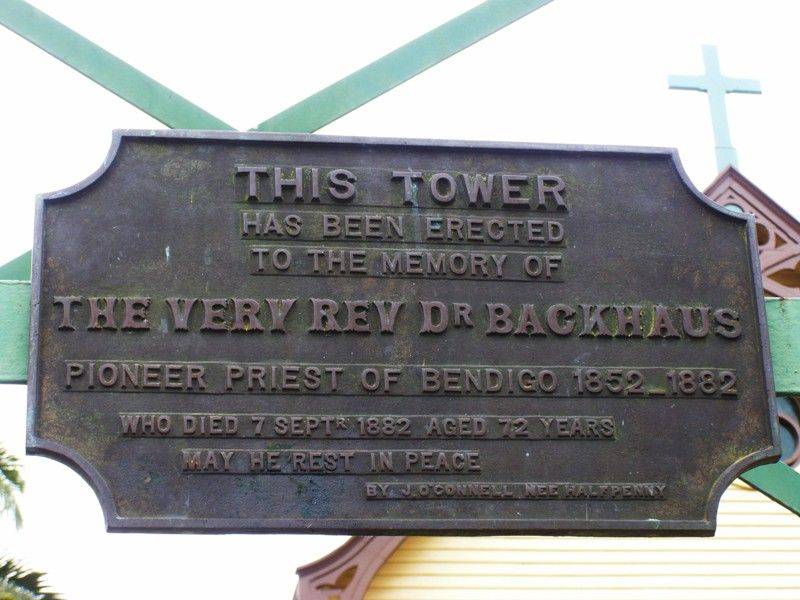 THIS TOWER
HAS BEEN ERECTED
TO THE MEMORY OF
THE VERY REV DR BACKHAUS
PIONEER PRIEST OF BENDIGO 1852_1882
WHO DIED 7 SEPTR 1882 AGED 72 YEARS
MAY HE REST IN PEACE
BY J. O'CONNELL NEE HALFPENNY